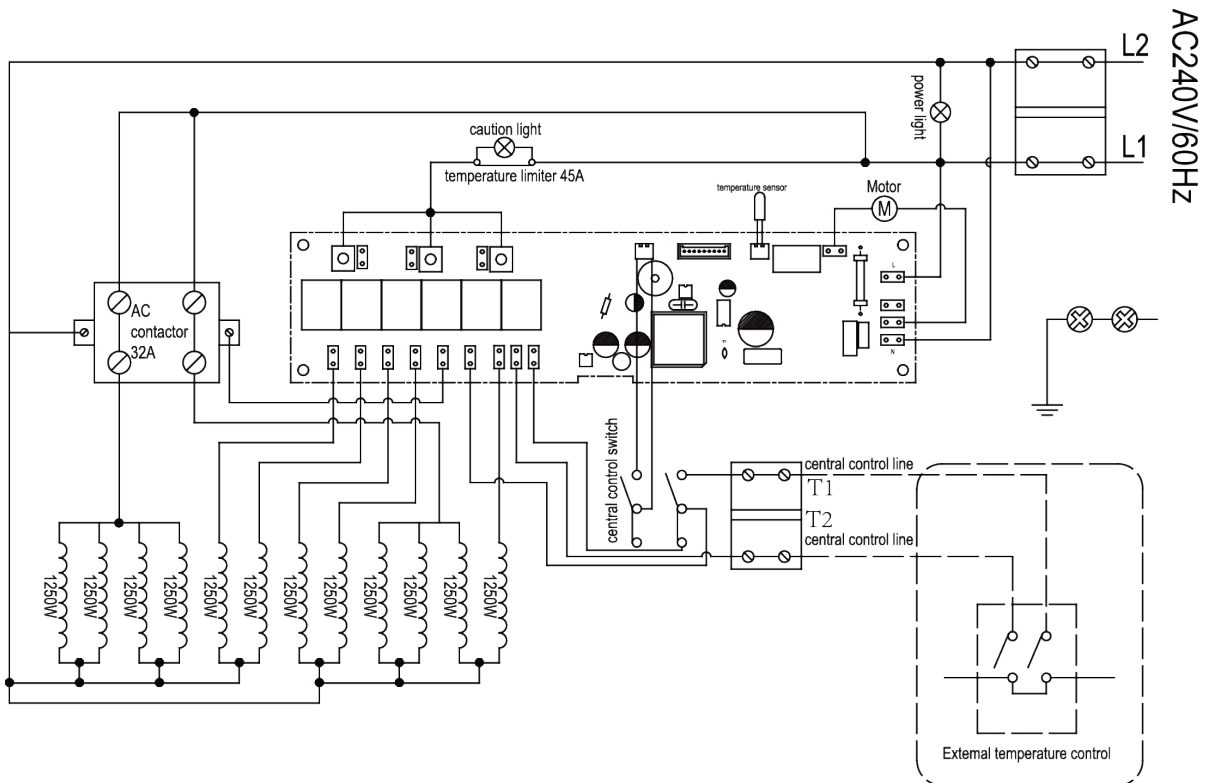 AC240V/60Hz
L2
L1
power light
caution light
temperature limiter 45A
temperature sensor
Motor
M
L
N
AC
contactor
32A
central control switch
central control line
T1
T2
central control line
1250W
1250W
1250W
1250W
1250W
1250W
1250W
1250W
1250W
1250W
1250W
1250W
External temperature control